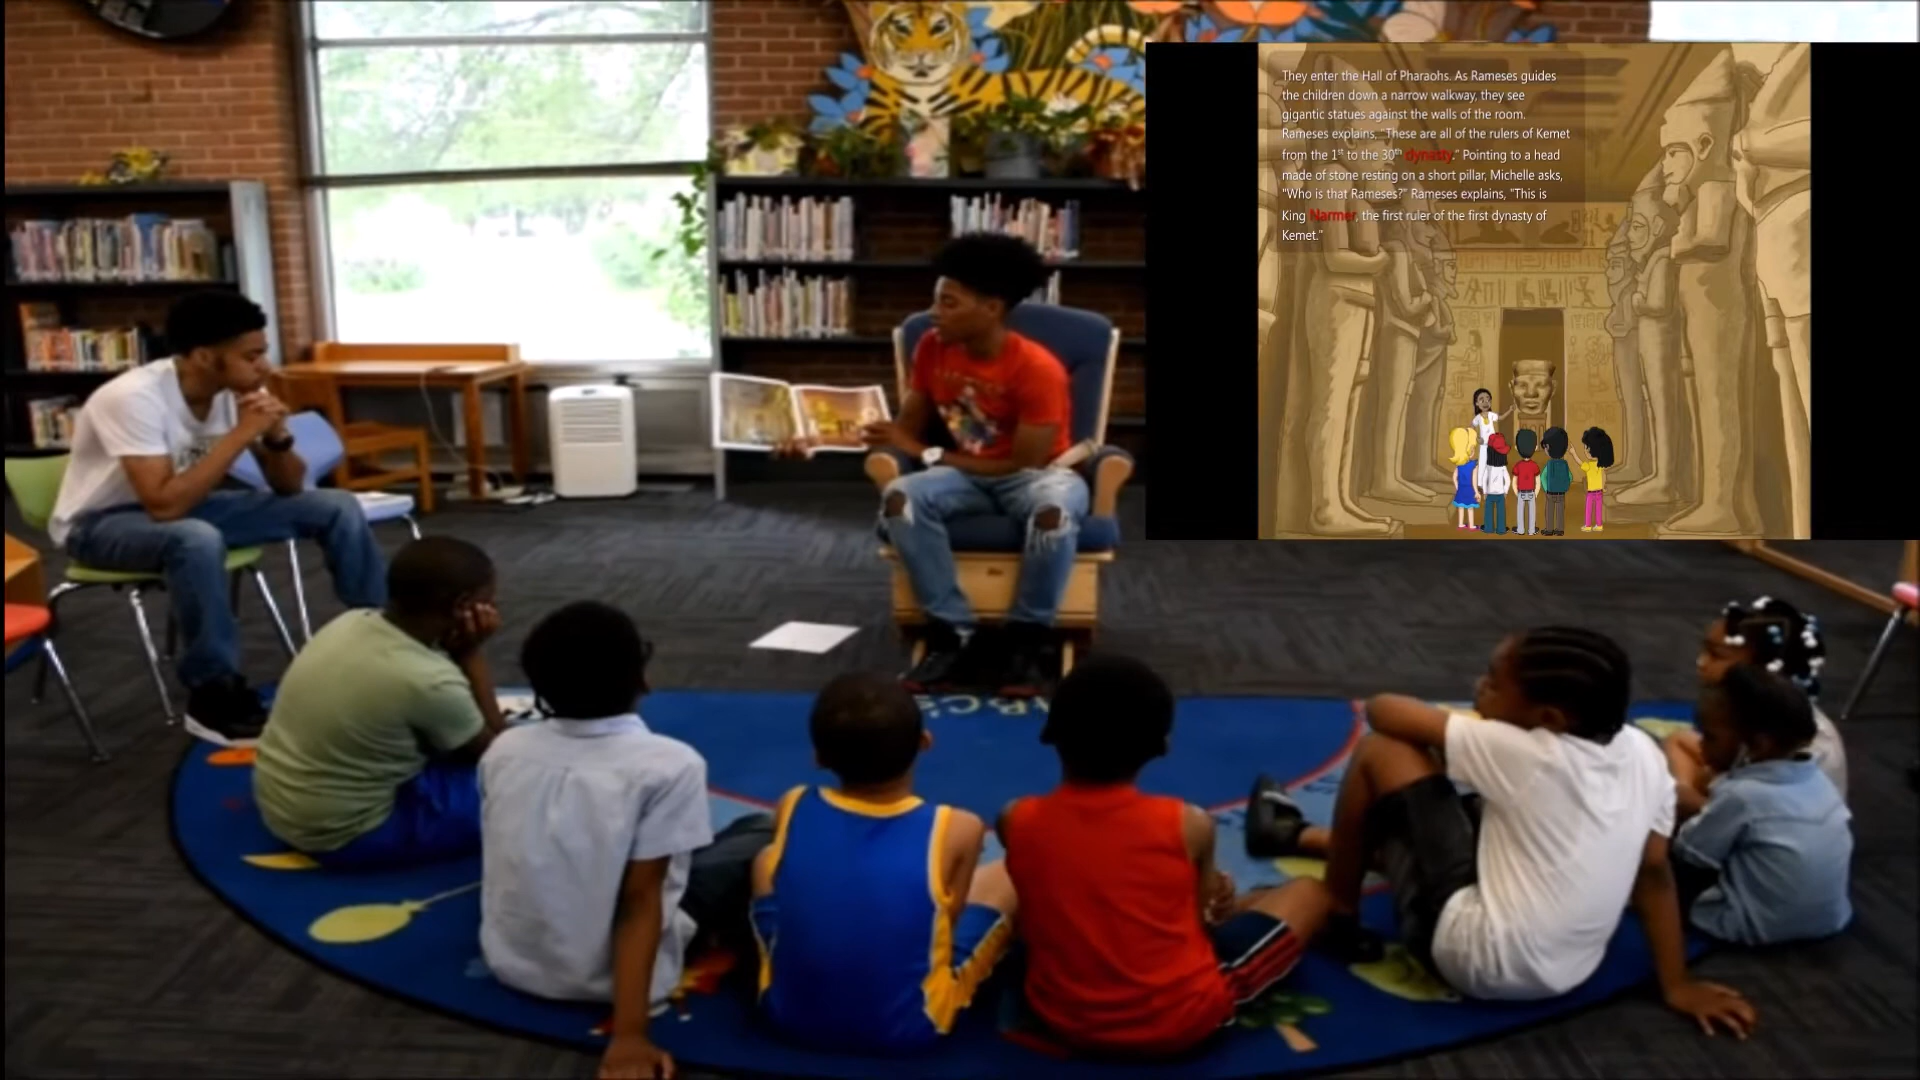 They enter the Hall of Pharaohs. As Rameses guides
the children down a narrow walkway, they see
gigantic statues against the walls of the room.
Rameses explains, "These are all of the rulers of Kemet
from the 1st to the 30th dynasty." Pointing to a head
made of stone resting on a short pillar, Michelle asks,
"Who is that Rameses?" Rameses explains, "This is
King Narmer, the first ruler of the first dynasty of
Kemet."
ABC's